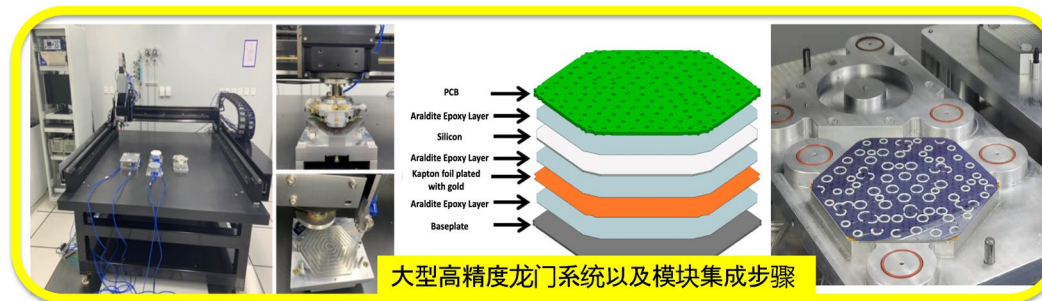 PCB
Araldite Epoxy Layer
Silicon
Araldite Epoxy Layer
Kapton foil plated
with gold
Araldite Epoxy Layer
Baseplate
大型高精度龙门系统以及模块集成步骤